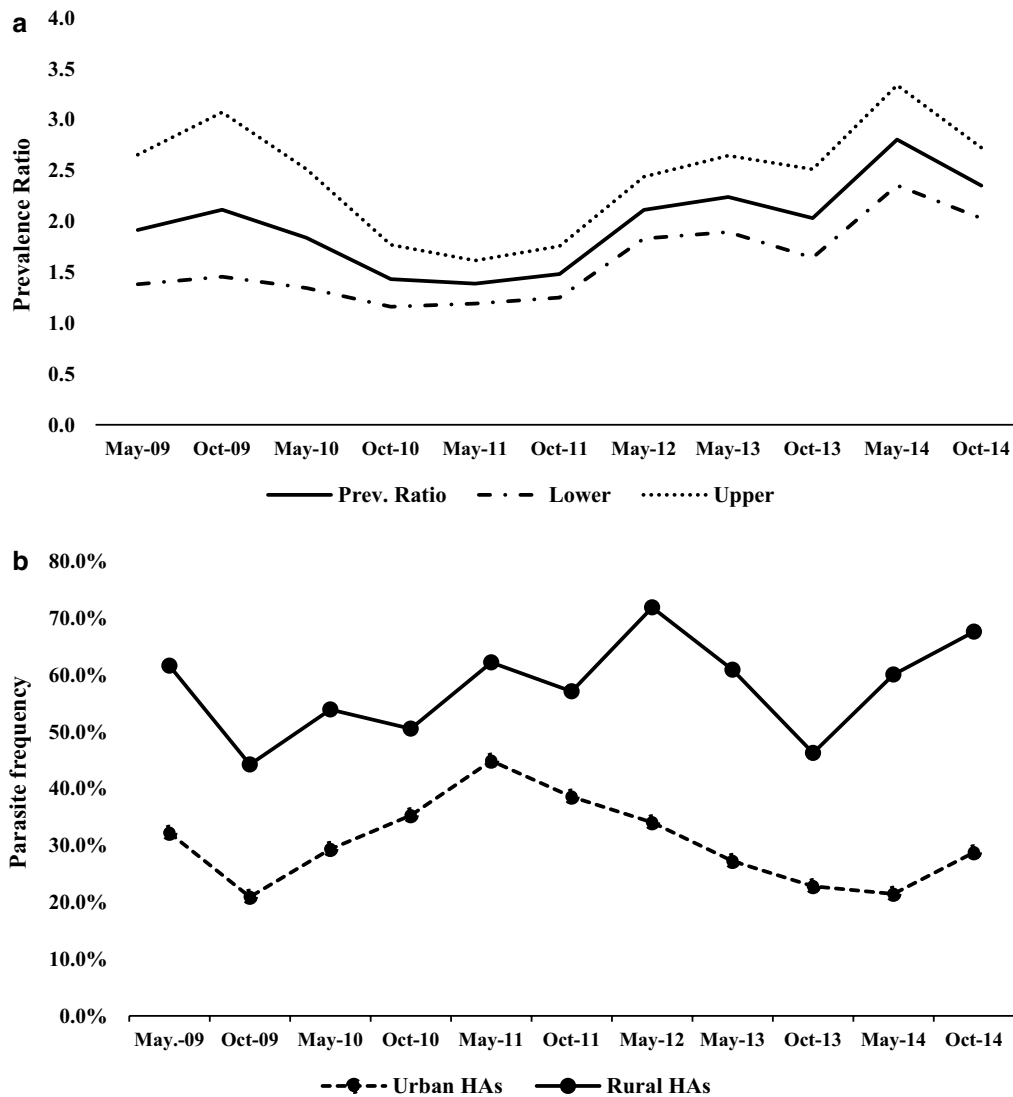 a
4.0
3.5
3.0
2.5
2.0
1.5
1.0
0.5
0.0
Prevalence Ratio
May-09 Oct-09 May-10 Oct-10 May-11 Oct-11 May-12 May-13 Oct-13 May-14 Oct-14
Prev. Ratio Lower Upper
b
80.0%
70.0%
60.0%
50.0%
40.0%
30.0%
20.0%
10.0%
0.0%
Parasite frequency
May.-09 Oct-09 May-10 Oct-10 May-11 Oct-11 May-12 May-13 Oct-13 May-14 Oct-14
Urban HAs Rural HAs